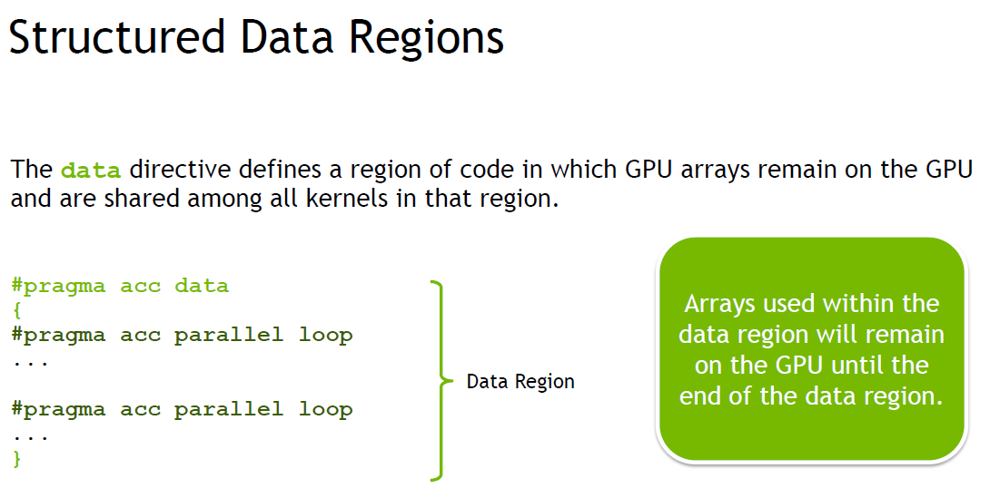 Structured Data Regions
The data directive defines a region of code in which GPU arrays remain on the GPU
and are shared among all kernels in that region.
#pragma acc data
{
#pragma acc parallel loop
...
#pragma acc parallel loop
...
}
Data Region
Arrays used within the
data region will remain
on the GPU until the
end of the data region.